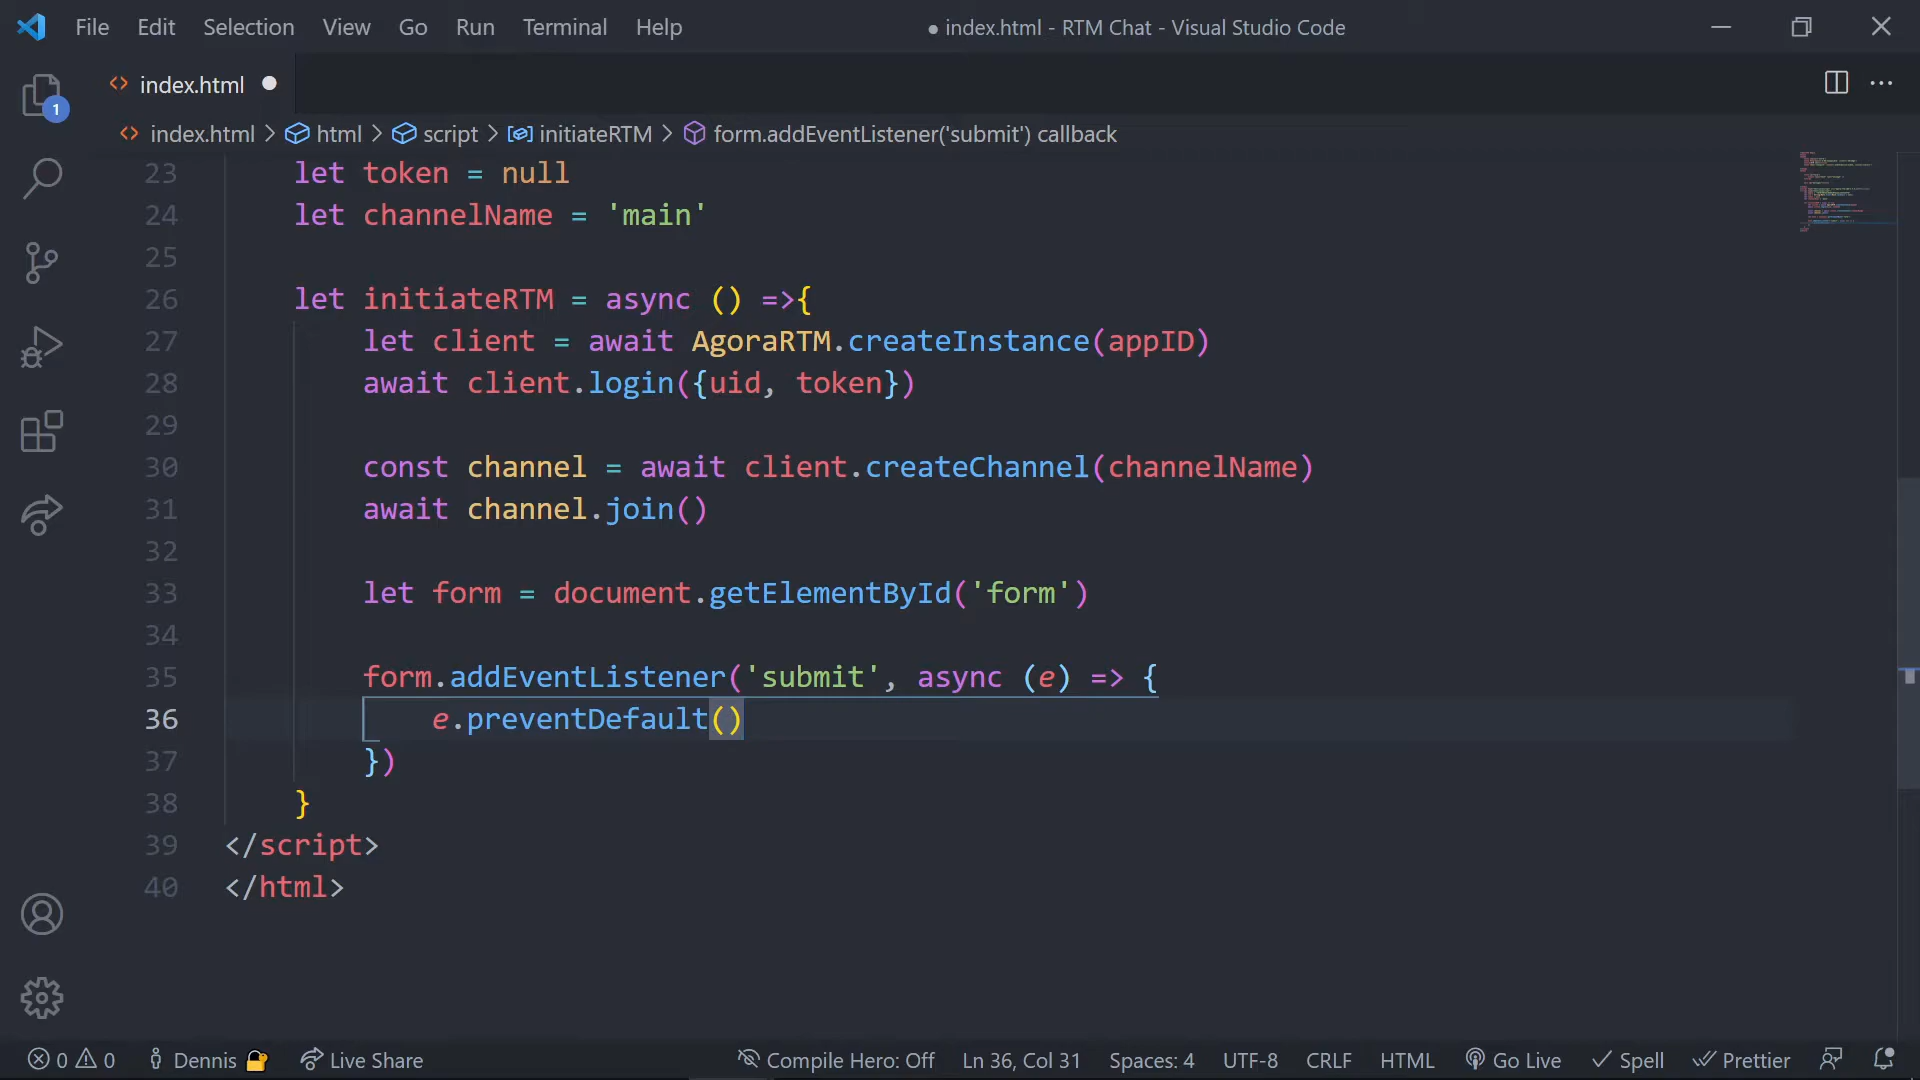 File Edit Selection View Go Run Terminal Help ● index.html - RTM Chat - Visual Studio Code
index.html
1
index.html > html > script > initiateRTM > form.addEventListener('submit') callback
23 let token = null
24 let channelName = 'main'
25
26 let initiateRTM = async () =>{
27 let client = await AgoraRTM.createInstance(appID)
28 await client.login({uid, token})
29
30 const channel = await client.createChannel(channelName)
31 await channel.join()
32
33 let form = document.getElementById('form')
34
35 form.addEventListener('submit', async (e) => {
36 e.preventDefault()
37 })
38 }
39 </script>
40 </html>
0 0 Dennis Live Share Compile Hero: Off Ln 36, Col 31 Spaces: 4 UTF-8 CRLF HTML Go Live Spell Prettier